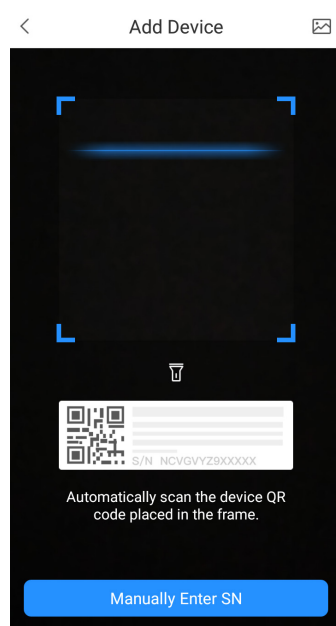 Add Device
S/N NCVGVYZ9XXXXX
Automatically scan the device QR
code placed in the frame.
Manually Enter SN